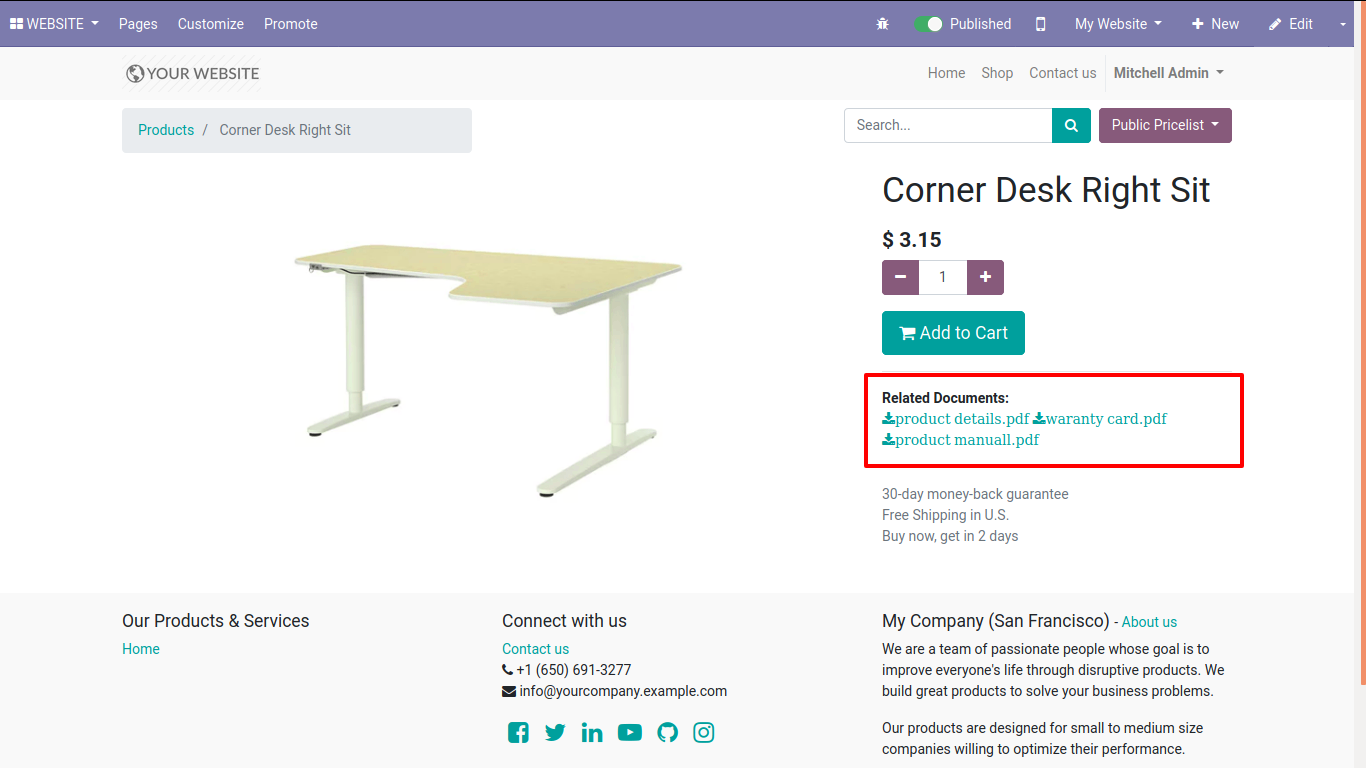 WEBSITE Pages Customize Promote Published My Website New Edit
YOUR WEBSITE Home Shop Contact us Mitchell Admin
Products / Corner Desk Right Sit Search... Public Pricelist
Corner Desk Right Sit
$ 3.15
1
Add to Cart
Related Documents:
product details.pdf waranty card.pdf
product manuall.pdf
30-day money-back guarantee
Free Shipping in U.S.
Buy now, get in 2 days
Our Products & Services
Home
Connect with us
Contact us
+1 (650) 691-3277
info@yourcompany.example.com
My Company (San Francisco) - About us
We are a team of passionate people whose goal is to
improve everyone's life through disruptive products. We
build great products to solve your business problems.
Our products are designed for small to medium size
companies willing to optimize their performance.